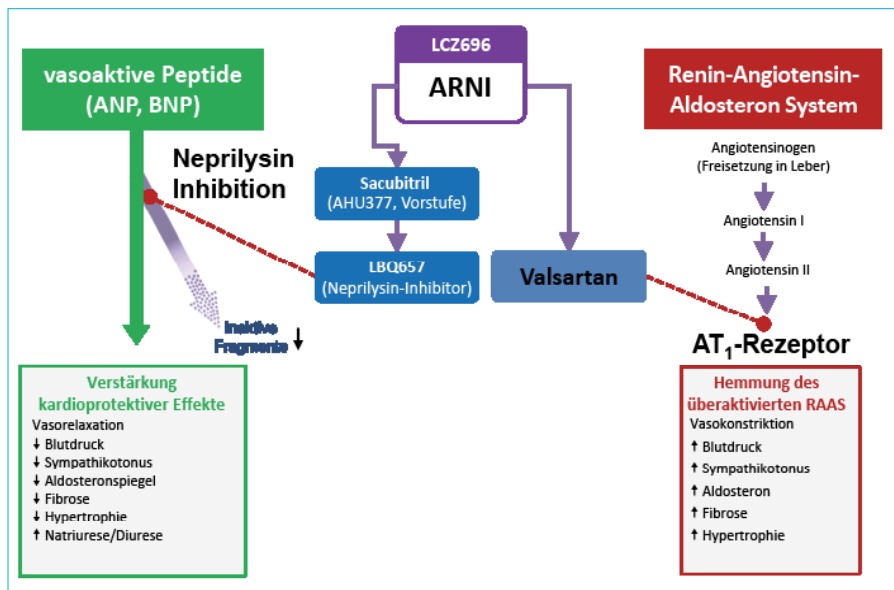 vasoaktive Peptide
(ANP, BNP)
LCZ696
ARNI
Renin-Angiotensin-
Aldosteron System
Neprilysin
Inhibition
Sacubitril
(AHU377, Vorstufe)
LBQ657
(Neprilysin-Inhibitor)
Valsartan
Angiotensinogen
(Freisetzung in Leber)
Angiotensin I
Angiotensin II
Inaktive
Fragmente ↓
AT₁-Rezeptor
Verstärkung
kardioprotektiver Effekte
Vasorelaxation
↓ Blutdruck
↓ Sympathikotonus
↓ Aldosteronspiegel
↓ Fibrose
↓ Hypertrophie
↑ Natriurese/Diurese
Hemmung des
überaktivierten RAAS
Vasokonstriktion
↑ Blutdruck
↑ Sympathikotonus
↑ Aldosteron
↑ Fibrose
↑ Hypertrophie